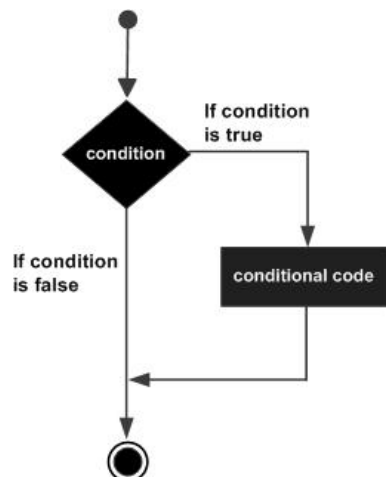 If condition
is true
condition
If condition
is false
conditional code